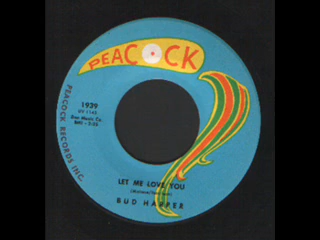 PEACOCK
1939
PEACOCK RECORDS INC.
LET ME LOVE YOU
BUD HARPER